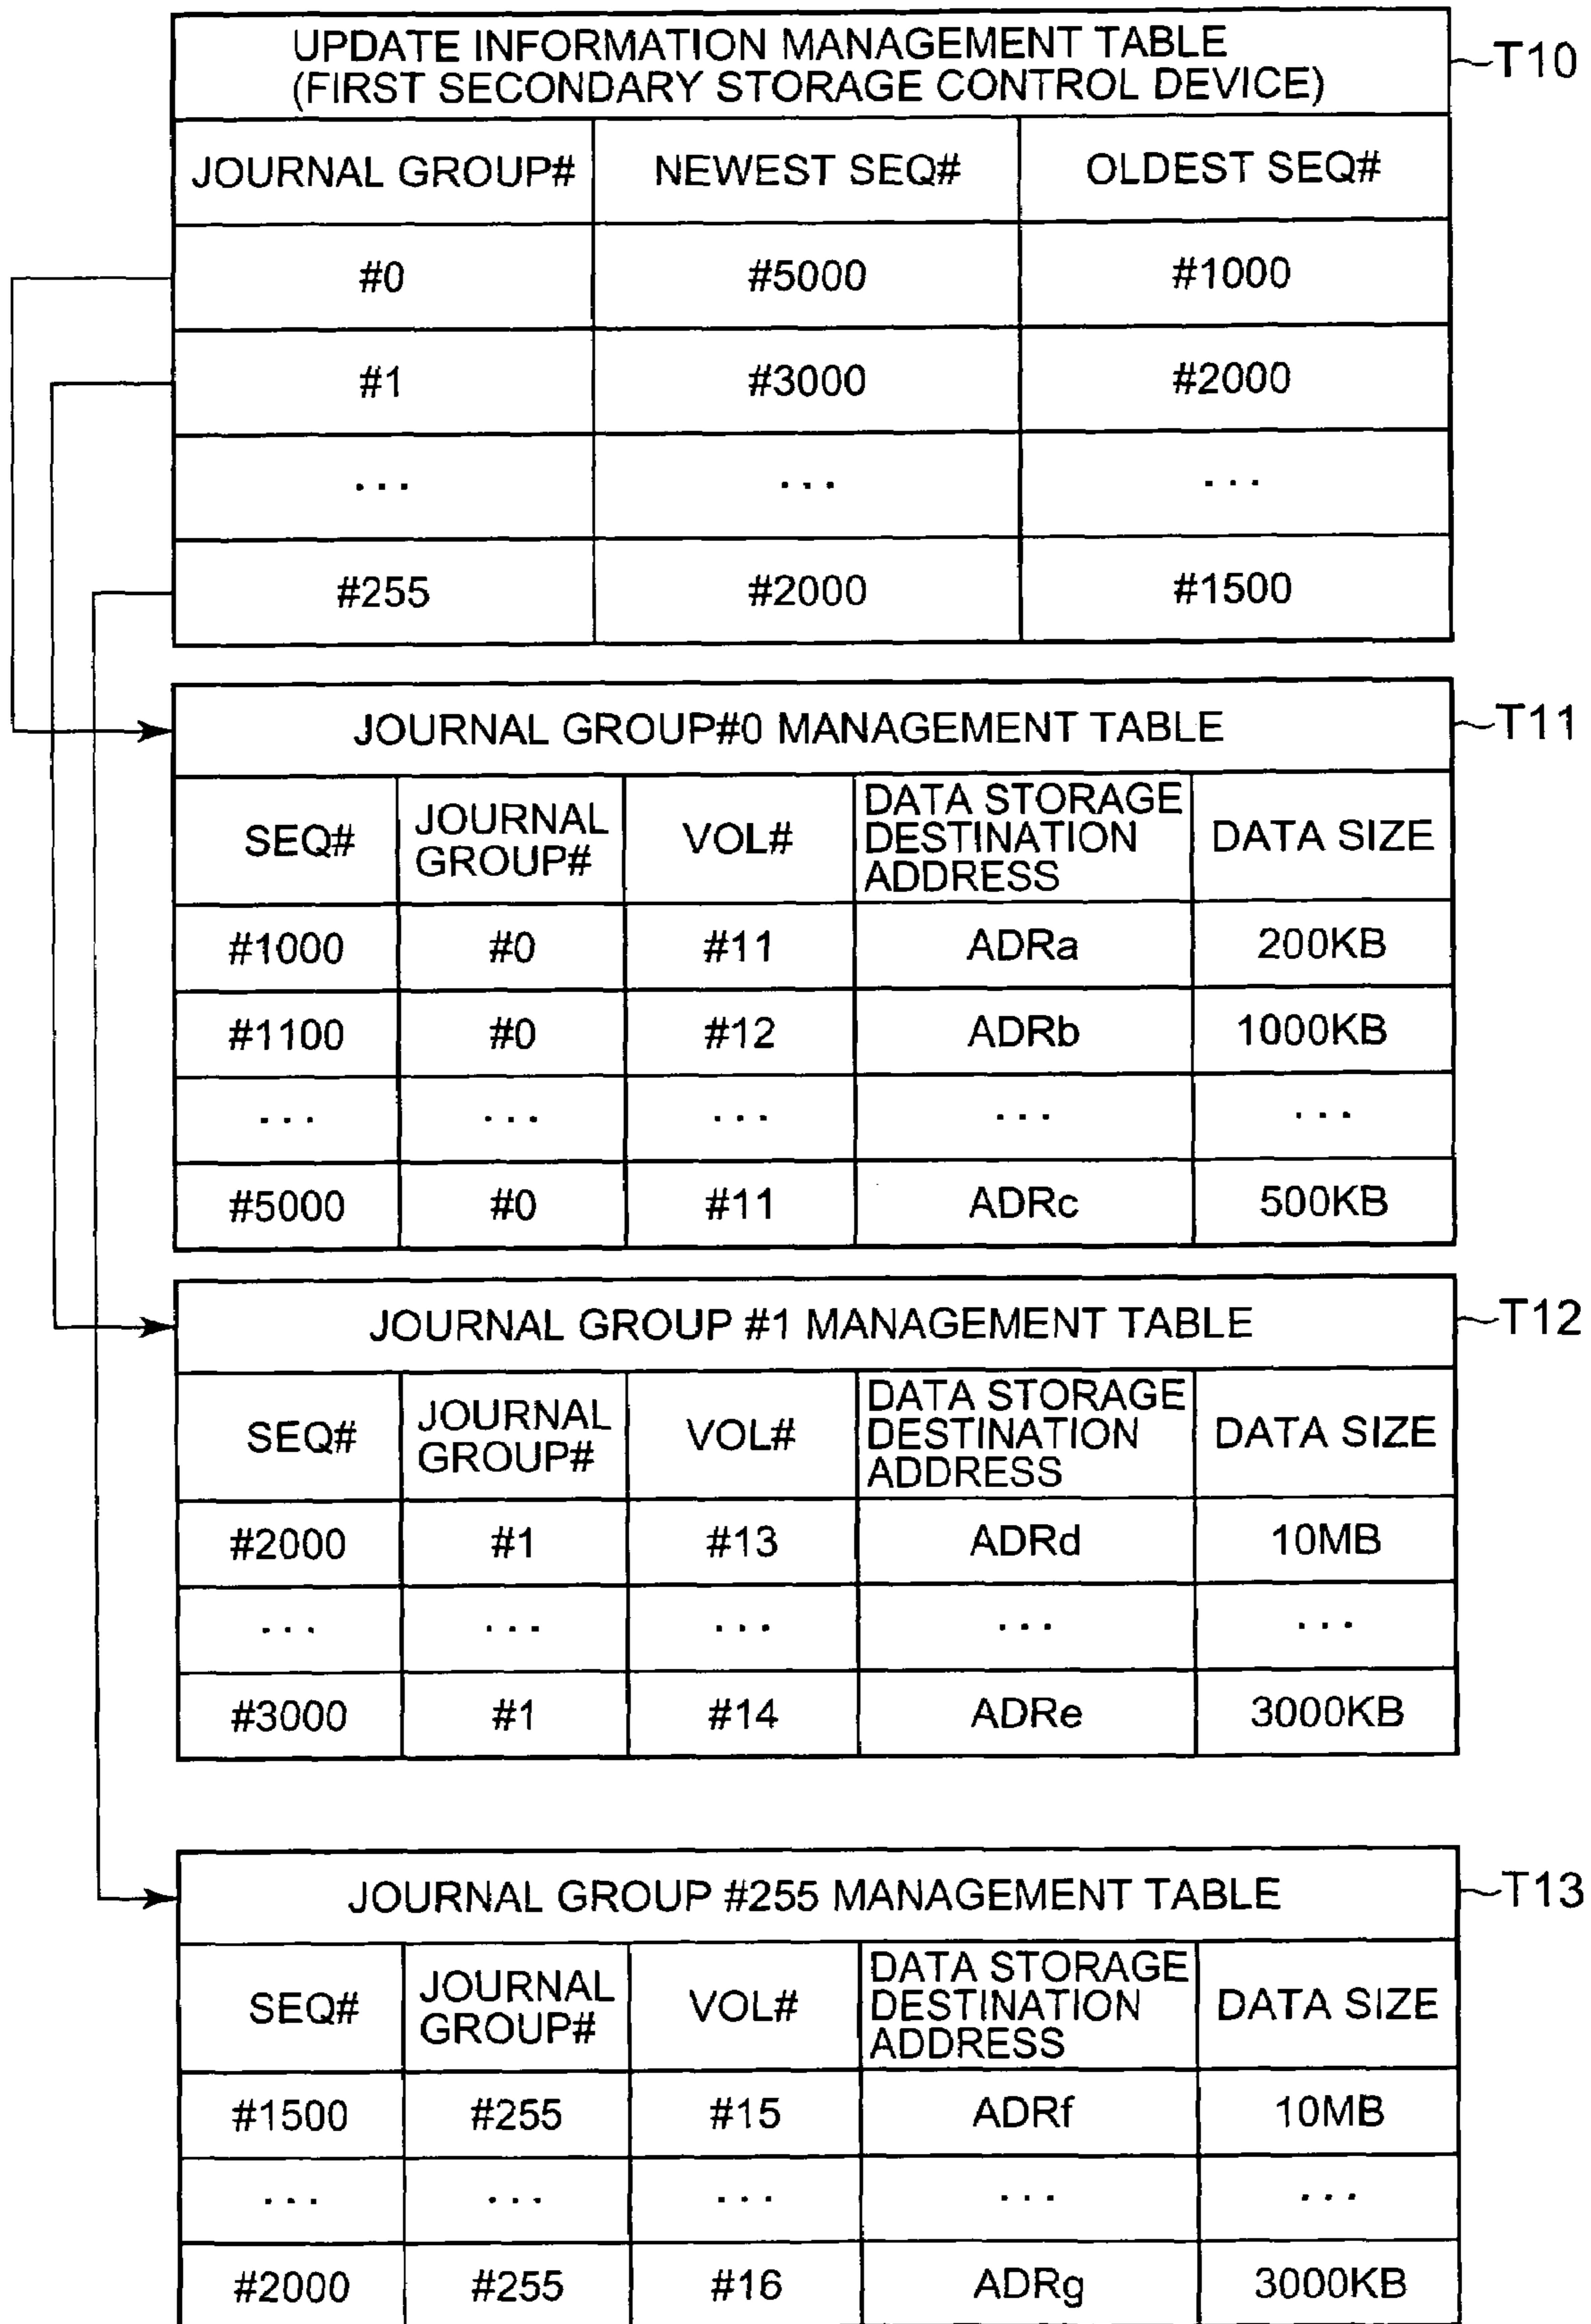 UPDATE INFORMATION MANAGEMENT TABLE
(FIRST SECONDARY STORAGE CONTROL DEVICE)
T10
JOURNAL GROUP# NEWEST SEQ# OLDEST SEQ#
#0 #5000 #1000
#1 #3000 #2000
... ... ...
#255 #2000 #1500
JOURNAL GROUP#0 MANAGEMENT TABLE
T11
SEQ#
JOURNAL
GROUP#
VOL#
DATA STORAGE
DESTINATION
ADDRESS
DATA SIZE
#1000 #0 #11 ADRa 200KB
#1100 #0 #12 ADRb 1000KB
... ... ... ... ...
#5000 #0 #11 ADRc 500KB
JOURNAL GROUP #1 MANAGEMENT TABLE
T12
SEQ#
JOURNAL
GROUP#
VOL#
DATA STORAGE
DESTINATION
ADDRESS
DATA SIZE
#2000 #1 #13 ADRd 10MB
... ... ... ... ...
#3000 #1 #14 ADRe 3000KB
JOURNAL GROUP #255 MANAGEMENT TABLE
T13
SEQ#
JOURNAL
GROUP#
VOL#
DATA STORAGE
DESTINATION
ADDRESS
DATA SIZE
#1500 #255 #15 ADRf 10MB
... ... ... ... ...
#2000 #255 #16 ADRg 3000KB